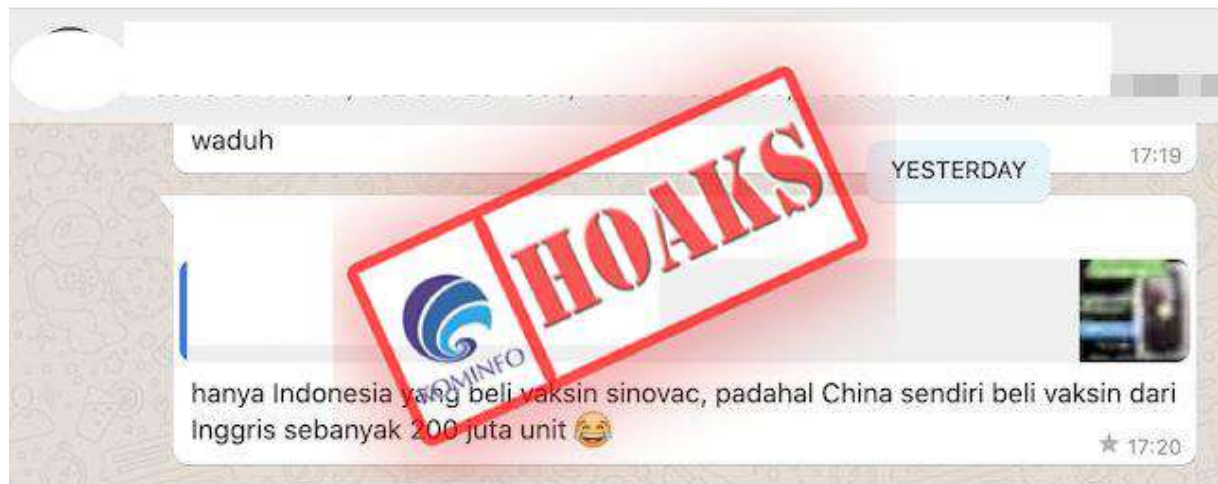 waduh
17:19
YESTERDAY
HOAKS
KOMINFO
hanya Indonesia yang beli vaksin sinovac, padahal China sendiri beli vaksin dari
Inggris sebanyak 200 juta unit 😂
17:20